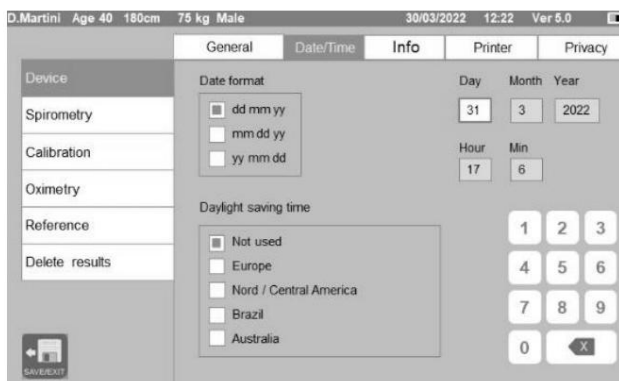 D.Martini Age 40 180cm 75 kg Male 30/03/2022 12:22 Ver 5.0
General Date/Time Info Printer Privacy
Device
Spirometry
Calibration
Oximetry
Reference
Delete results
SAVE/EXIT
Date format
dd mm yy
mm dd yy
yy mm dd
Day Month Year
31 3 2022
Hour Min
17 6
Daylight saving time
Not used
Europe
Nord / Central America
Brazil
Australia
1 2 3
4 5 6
7 8 9
0 X